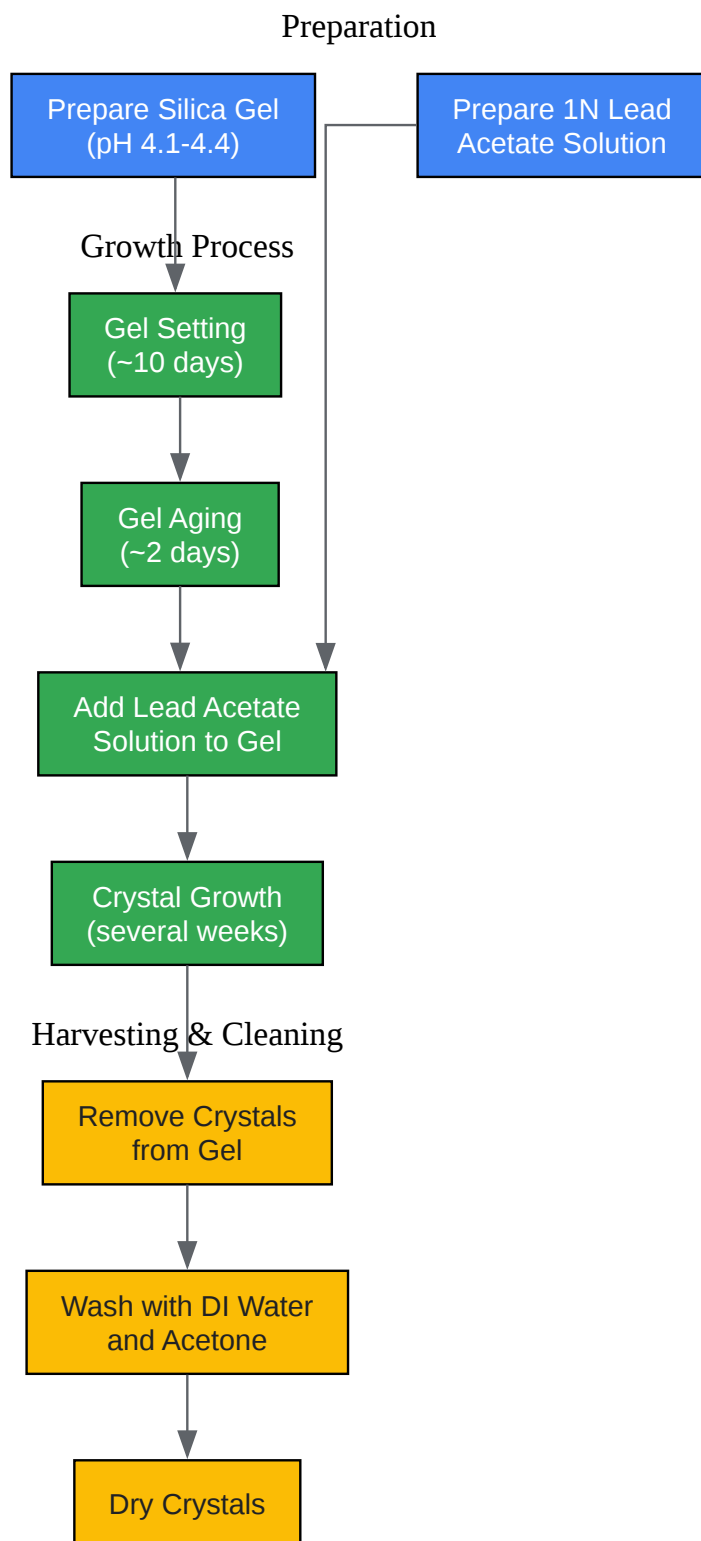 Preparation
Prepare Silica Gel
(pH 4.1-4.4)
Prepare 1N Lead
Acetate Solution
Growth Process
Gel Setting
(~10 days)
Gel Aging
(~2 days)
Add Lead Acetate
Solution to Gel
Crystal Growth
(several weeks)
Harvesting & Cleaning
Remove Crystals
from Gel
Wash with DI Water
and Acetone
Dry Crystals